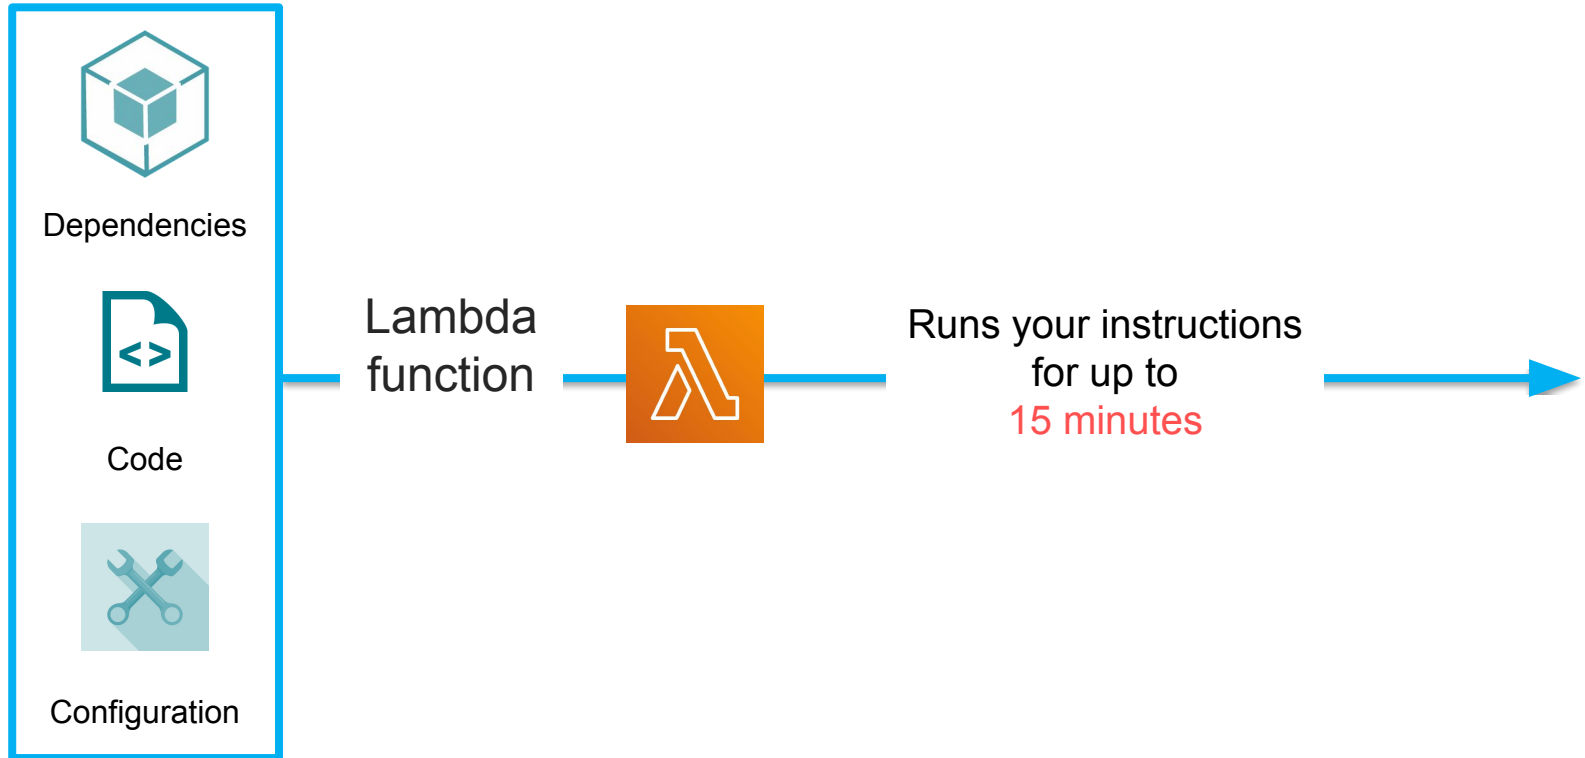 Dependencies
Code
Configuration
Lambda
function
Runs your instructions
for up to
15 minutes